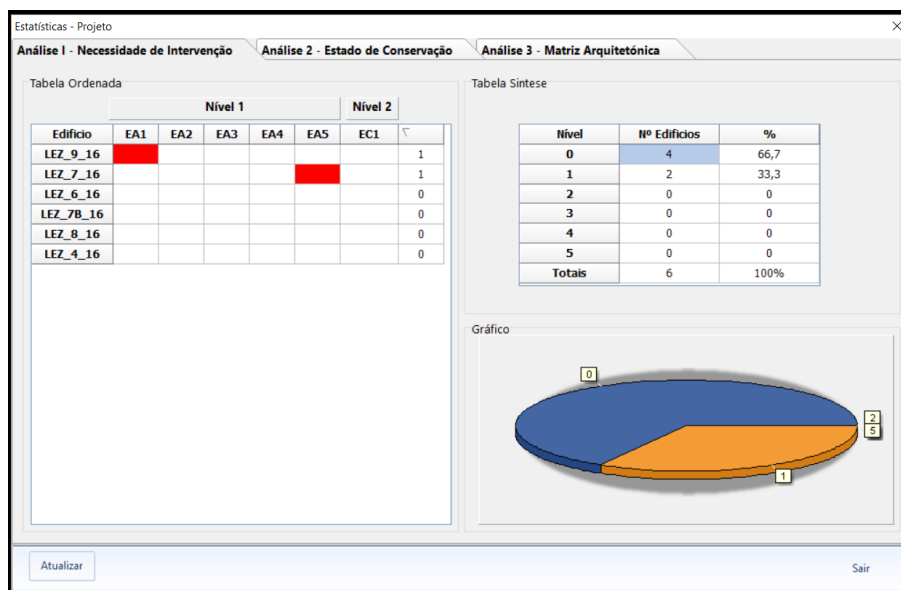 Estatísticas - Projeto
Análise I - Necessidade de Intervenção Análise 2 - Estado de Conservação Análise 3 - Matriz Arquitetónica
Tabela Ordenada
Nível 1 Nível 2
Edificio EA1 EA2 EA3 EA4 EA5 EC1
LEZ_9_16 1
LEZ_7_16 1
LEZ_6_16 0
LEZ_7B_16 0
LEZ_8_16 0
LEZ_4_16 0
Tabela Sintese
Nível Nº Edificios %
0 4 66,7
1 2 33,3
2 0 0
3 0 0
4 0 0
5 0 0
Totais 6 100%
Gráfico
0
2
5
1
Atualizar Sair